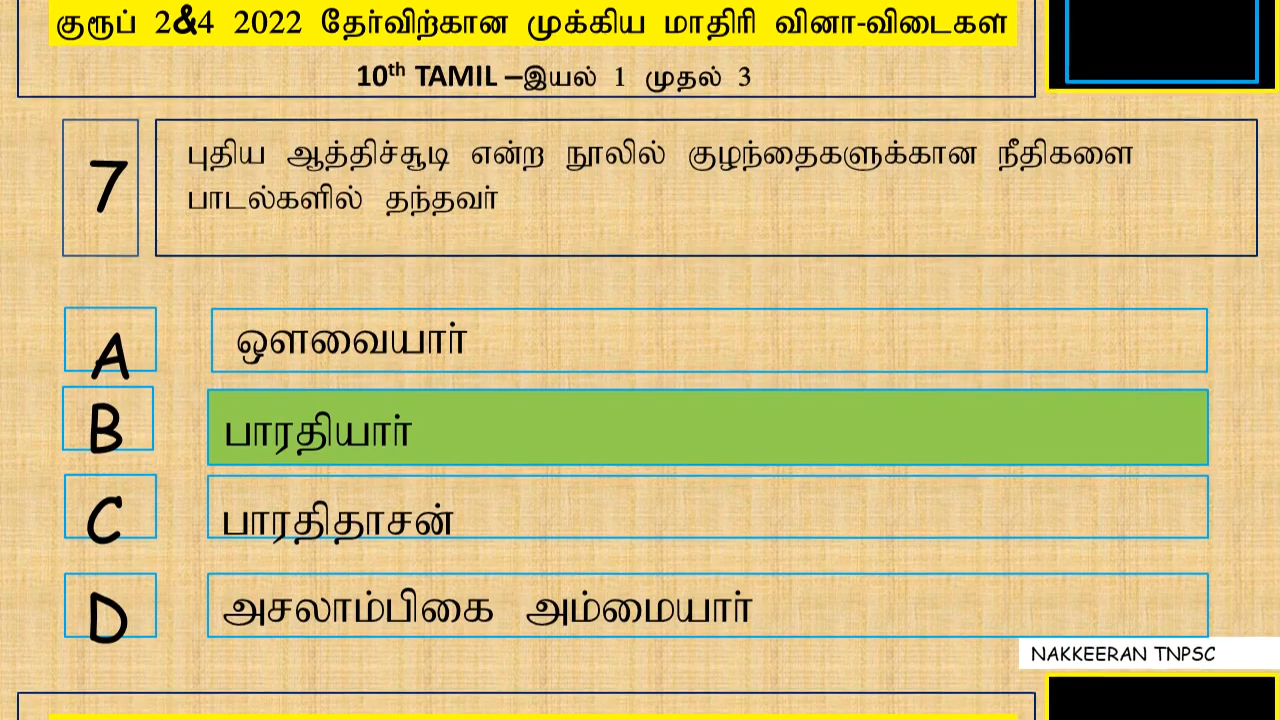 குரூப் 2&4 2022 தேர்விற்கான முக்கிய மாதிரி வினா-விடைகள்
10th TAMIL –இயல் 1 முதல் 3
7
புதிய ஆத்திச்சூடி என்ற நூலில் குழந்தைகளுக்கான நீதிகளை
பாடல்களில் தந்தவர்
A ஔவையார்
B பாரதியார்
C பாரதிதாசன்
D அசலாம்பிகை அம்மையார்
NAKKEERAN TNPSC